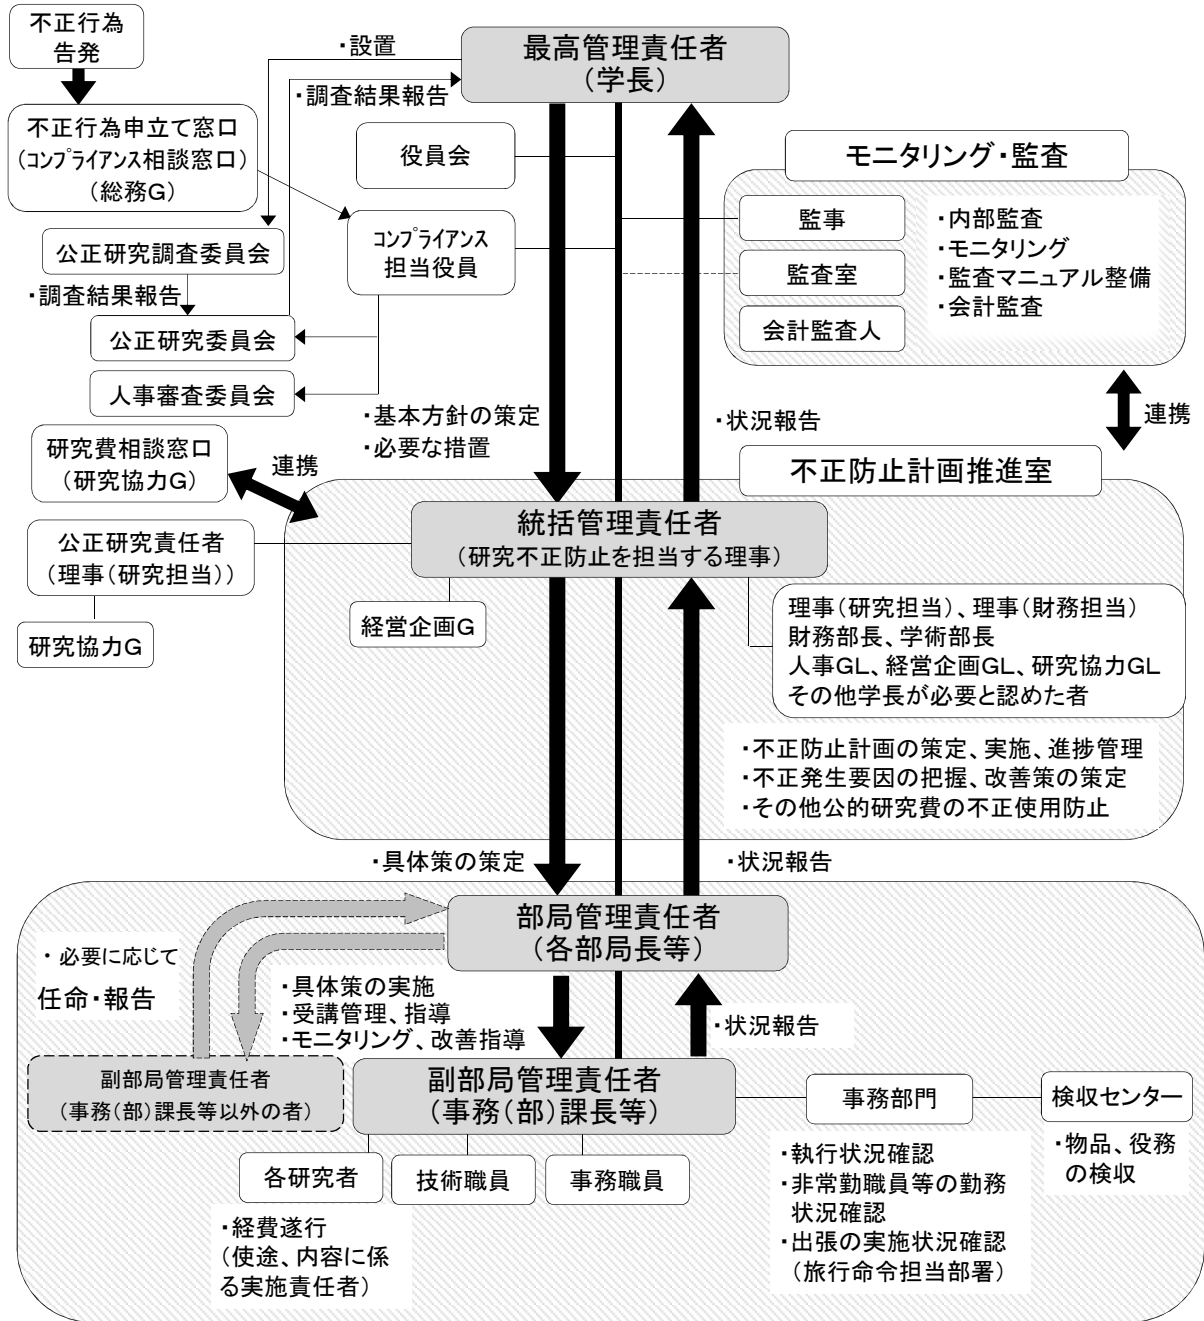 不正行為
告発
・設置
最高管理責任者
（学長）
・調査結果報告
不正行為申立て窓口
（コンプライアンス相談窓口）
（総務G）
役員会
モニタリング・監査
コンプライアンス
担当役員
監事
監査室
会計監査人
・内部監査
・モニタリング
・監査マニュアル整備
・会計監査
公正研究調査委員会
・調査結果報告
公正研究委員会
人事審査委員会
・基本方針の策定
・必要な措置
・状況報告
連携
研究費相談窓口
（研究協力G）
連携
不正防止計画推進室
統括管理責任者
（研究不正防止を担当する理事）
公正研究責任者
（理事（研究担当））
研究協力G
経営企画G
理事（研究担当）、理事（財務担当）
財務部長、学術部長
人事GL、経営企画GL、研究協力GL
その他学長が必要と認めた者
・不正防止計画の策定、実施、進捗管理
・不正発生要因の把握、改善策の策定
・その他公的研究費の不正使用防止
・具体策の策定
・状況報告
部局管理責任者
（各部局長等）
・必要に応じて
任命・報告
・具体策の実施
・受講管理、指導
・モニタリング、改善指導
・状況報告
副部局管理責任者
（事務（部）課長等以外の者）
副部局管理責任者
（事務（部）課長等）
事務部門
検収センター
各研究者
技術職員
事務職員
・経費遂行
（使途、内容に係
る実施責任者）
・執行状況確認
・非常勤職員等の勤務
状況確認
・出張の実施状況確認
（旅行命令担当部署）
・物品、役務
の検収